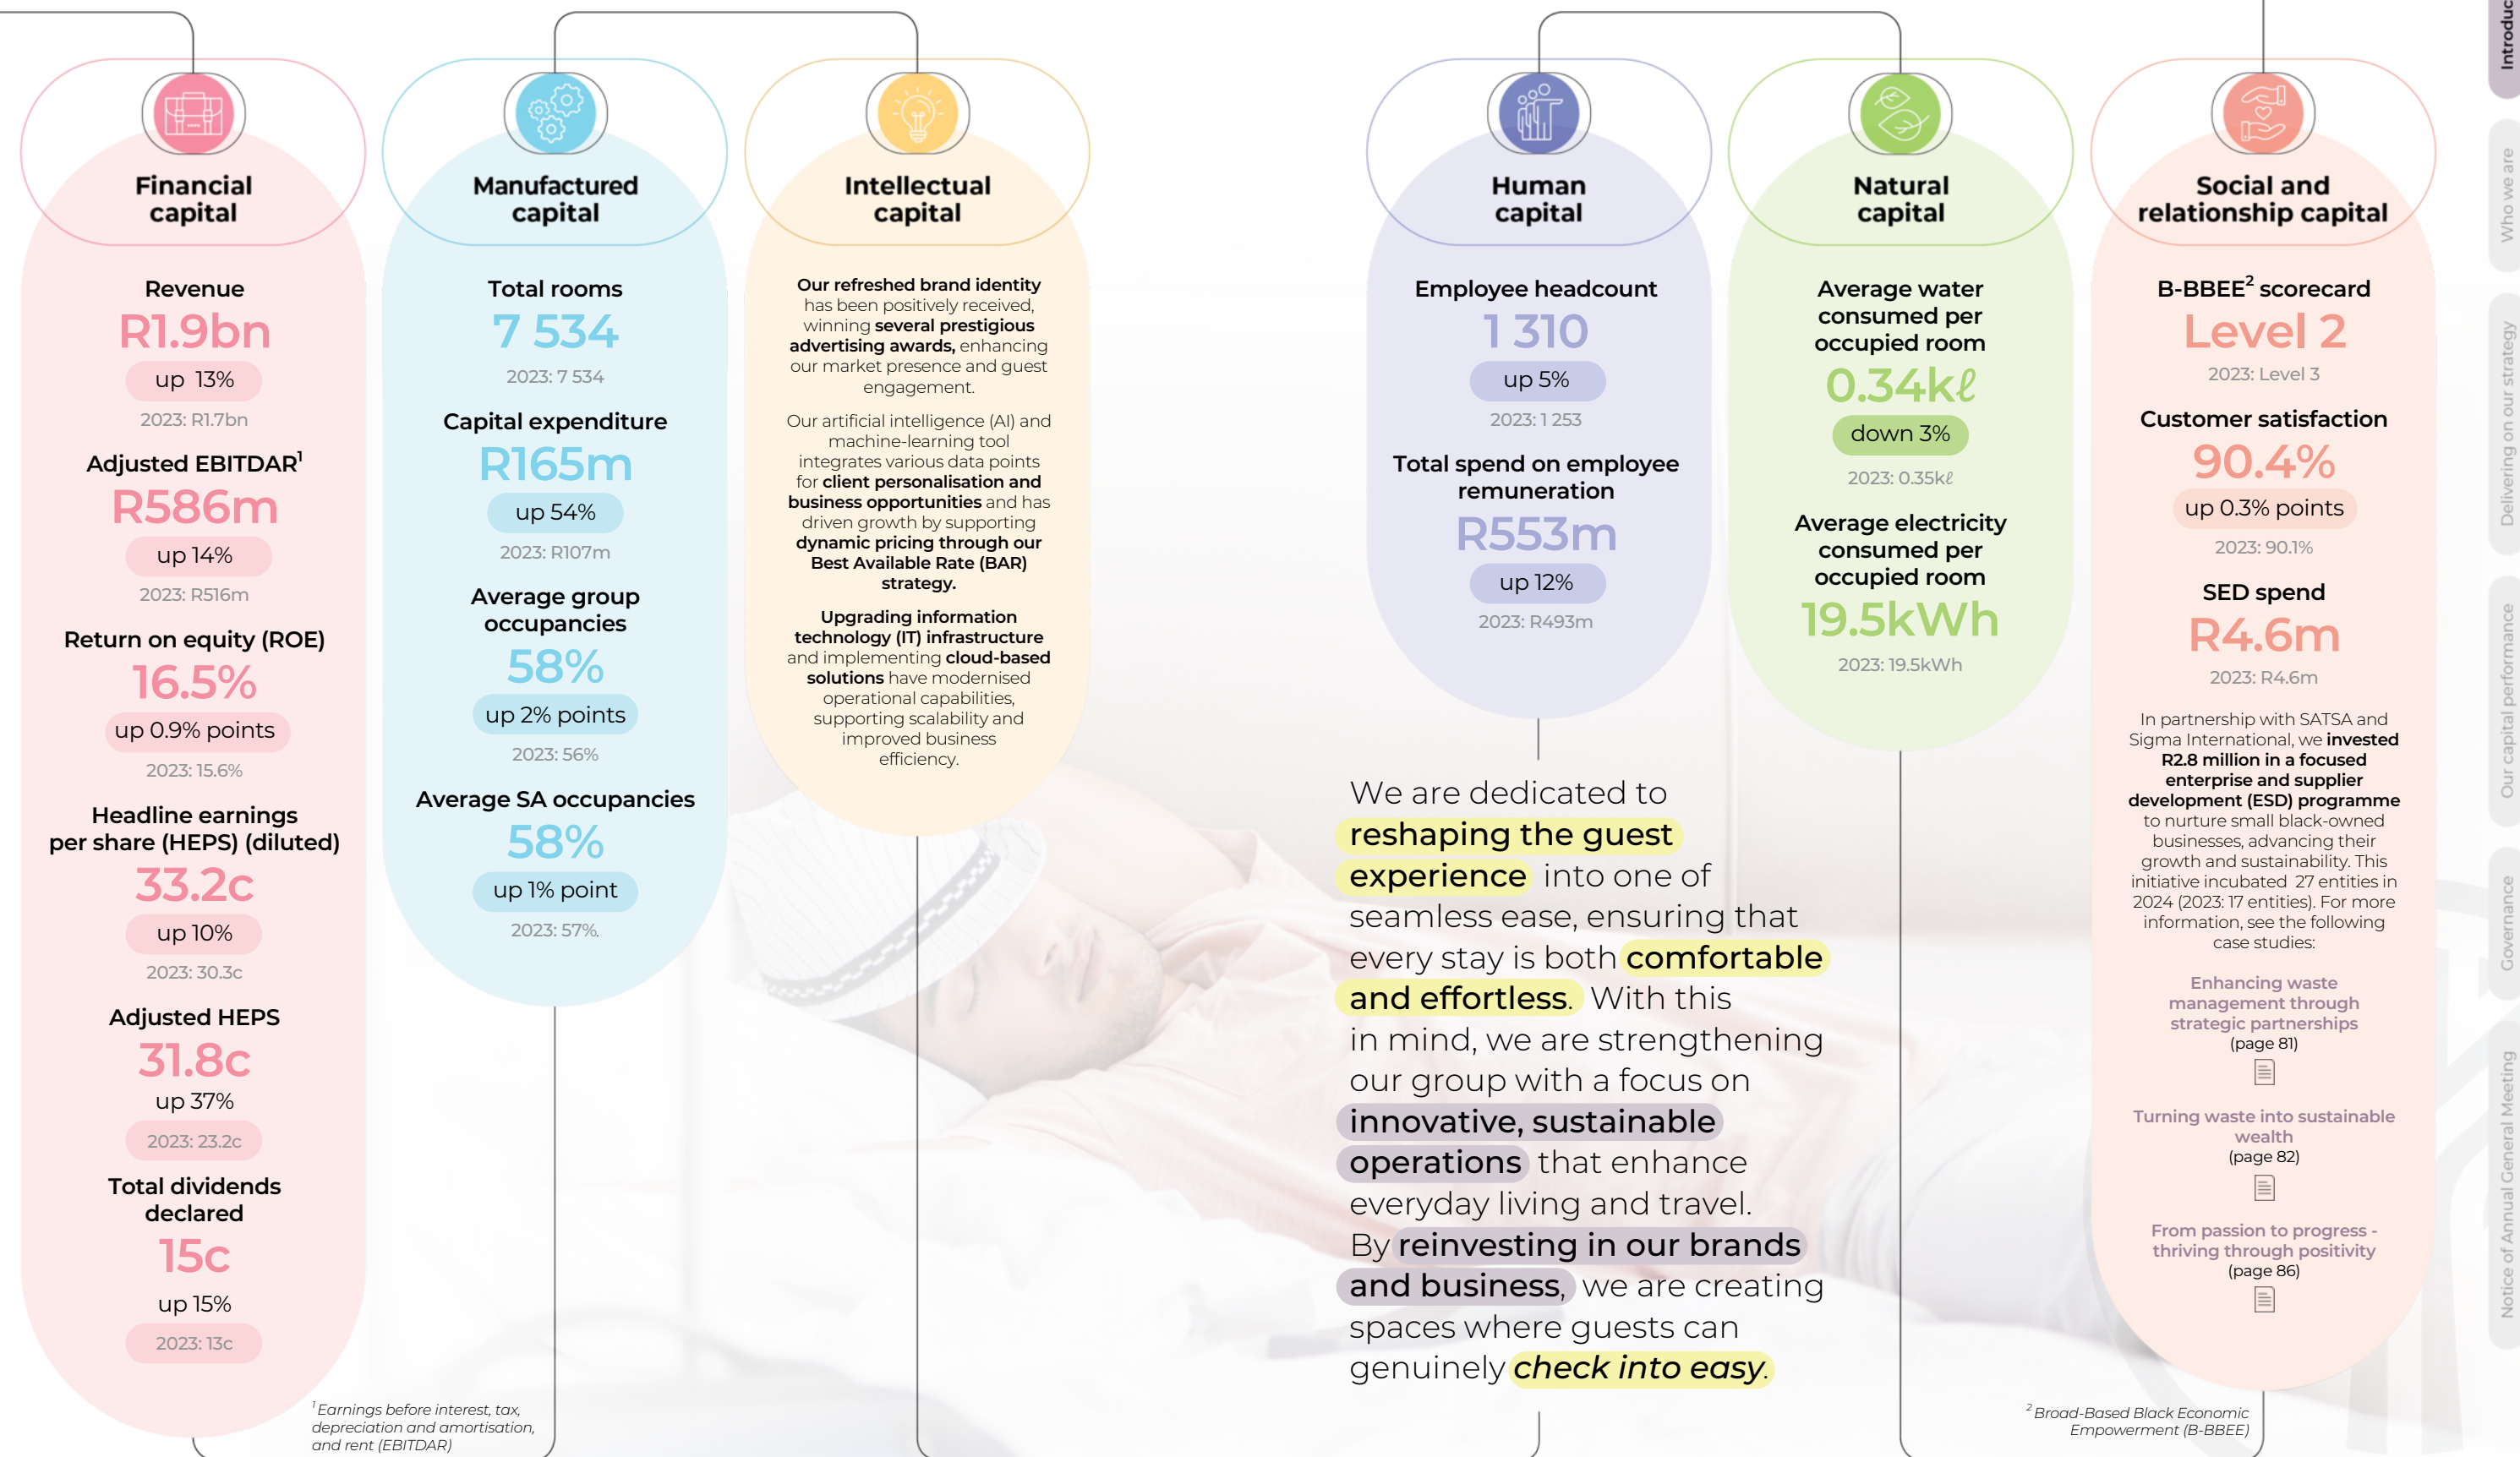 Financial
capital
Revenue
R1.9bn
up 13%
2023: R1.7bn
Adjusted EBITDAR¹
R586m
up 14%
2023: R516m
Return on equity (ROE)
16.5%
up 0.9% points
2023: 15.6%
Headline earnings
per share (HEPS) (diluted)
33.2c
up 10%
2023: 30.3c
Adjusted HEPS
31.8c
up 37%
2023: 23.2c
Total dividends
declared
15c
up 15%
2023: 13c
¹ Earnings before interest, tax,
depreciation and amortisation,
and rent (EBITDAR)
Manufactured
capital
Total rooms
7 534
2023: 7 534
Capital expenditure
R165m
up 54%
2023: R107m
Average group
occupancies
58%
up 2% points
2023: 56%
Average SA occupancies
58%
up 1% point
2023: 57%.
Intellectual
capital
Our refreshed brand identity
has been positively received,
winning several prestigious
advertising awards, enhancing
our market presence and guest
engagement.
Our artificial intelligence (AI) and
machine-learning tool
integrates various data points
for client personalisation and
business opportunities and has
driven growth by supporting
dynamic pricing through our
Best Available Rate (BAR)
strategy.
Upgrading information
technology (IT) infrastructure
and implementing cloud-based
solutions have modernised
operational capabilities,
supporting scalability and
improved business
efficiency.
Human
capital
Employee headcount
1 310
up 5%
2023: 1 253
Total spend on employee
remuneration
R553m
up 12%
2023: R493m
We are dedicated to
reshaping the guest
experience into one of
seamless ease, ensuring that
every stay is both comfortable
and effortless. With this
in mind, we are strengthening
our group with a focus on
innovative, sustainable
operations that enhance
everyday living and travel.
By reinvesting in our brands
and business, we are creating
spaces where guests can
genuinely check into easy.
Natural
capital
Average water
consumed per
occupied room
0.34kℓ
down 3%
2023: 0.35kℓ
Average electricity
consumed per
occupied room
19.5kWh
2023: 19.5kWh
Social and
relationship capital
B-BBEE² scorecard
Level 2
2023: Level 3
Customer satisfaction
90.4%
up 0.3% points
2023: 90.1%
SED spend
R4.6m
2023: R4.6m
In partnership with SATSA and
Sigma International, we invested
R2.8 million in a focused
enterprise and supplier
development (ESD) programme
to nurture small black-owned
businesses, advancing their
growth and sustainability. This
initiative incubated 27 entities in
2024 (2023: 17 entities). For more
information, see the following
case studies:
Enhancing waste
management through
strategic partnerships
(page 81)
Turning waste into sustainable
wealth
(page 82)
From passion to progress -
thriving through positivity
(page 86)
² Broad-Based Black Economic
Empowerment (B-BBEE)
Introduc
Who we are
Delivering on our strategy
Our capital performance
Governance
Notice of Annual General Meeting